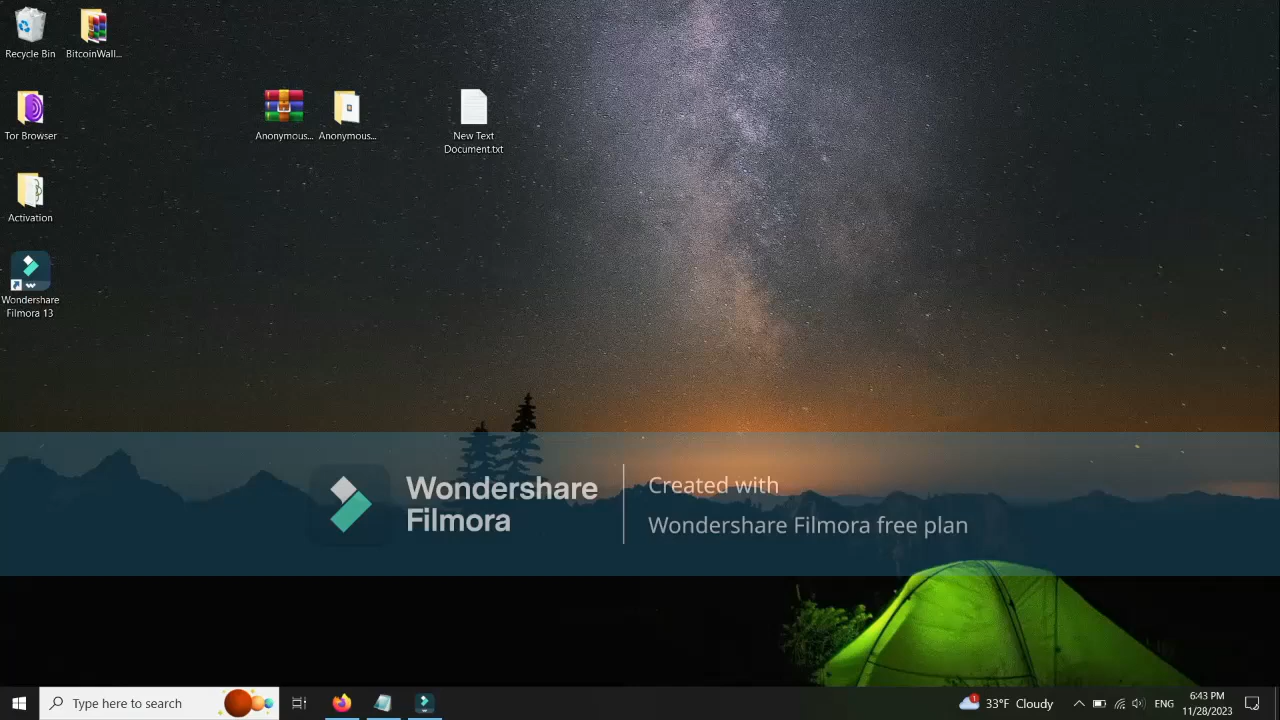 Recycle Bin
BitcoinWall...
Tor Browser
Anonymous...
Anonymous...
New Text
Document.txt
Activation
Wondershare
Filmora 13
Wondershare
Filmora
Created with
Wondershare Filmora free plan
Type here to search
1
33°F Cloudy
ENG
6:43 PM
11/28/2023